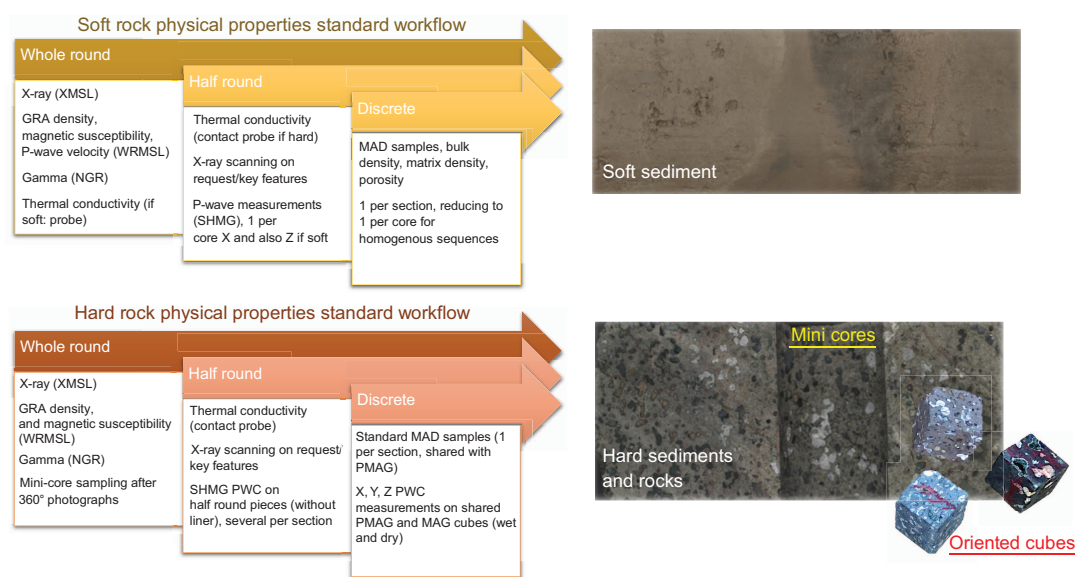 Soft rock physical properties standard workflow
Whole round
X-ray (XMSL)
GRA density,
magnetic susceptibility,
P-wave velocity (WRMSL)
Gamma (NGR)
Thermal conductivity (if
soft: probe)
Half round
Thermal conductivity
(contact probe if hard)
X-ray scanning on
request/key features
P-wave measurements
(SHMG), 1 per
core X and also Z if soft
Discrete
MAD samples, bulk
density, matrix density,
porosity
1 per section, reducing to
1 per core for
homogenous sequences
Soft sediment
Hard rock physical properties standard workflow
Whole round
X-ray (XMSL)
GRA density,
and magnetic susceptibility
(WRMSL)
Gamma (NGR)
Mini-core sampling after
360° photographs
Half round
Thermal conductivity
(contact probe)
X-ray scanning on request/
key features
SHMG PWC on
half round pieces (without
liner), several per section
Discrete
Standard MAD samples (1
per section, shared with
PMAG)
X, Y, Z PWC
measurements on shared
PMAG and MAG cubes (wet
and dry)
Mini cores
Hard sediments
and rocks
Oriented cubes